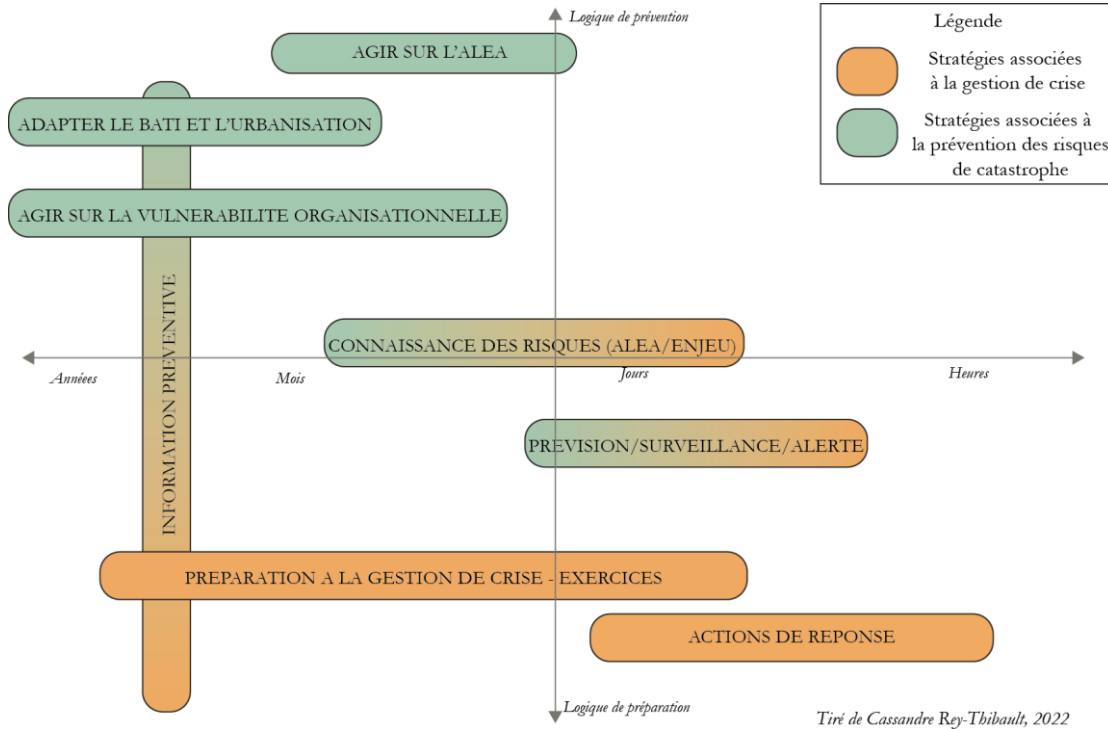 Logique de prévention
AGIR SUR L'ALEA
ADAPTER LE BATI ET L'URBANISATION
AGIR SUR LA VULNERABILITE ORGANISATIONNELLE
INFORMATION PREVENTIVE
CONNAISSANCE DES RISQUES (ALEA/ENJEU)
Annéees
Mois
Jours
Heures
PREVISION/SURVEILLANCE/ALERTE
PREPARATION A LA GESTION DE CRISE - EXERCICES
ACTIONS DE REPONSE
Logique de préparation
Légende
Stratégies associées
à la gestion de crise
Stratégies associées à
la prévention des risques
de catastrophe
Tiré de Cassandre Rey-Thibault, 2022